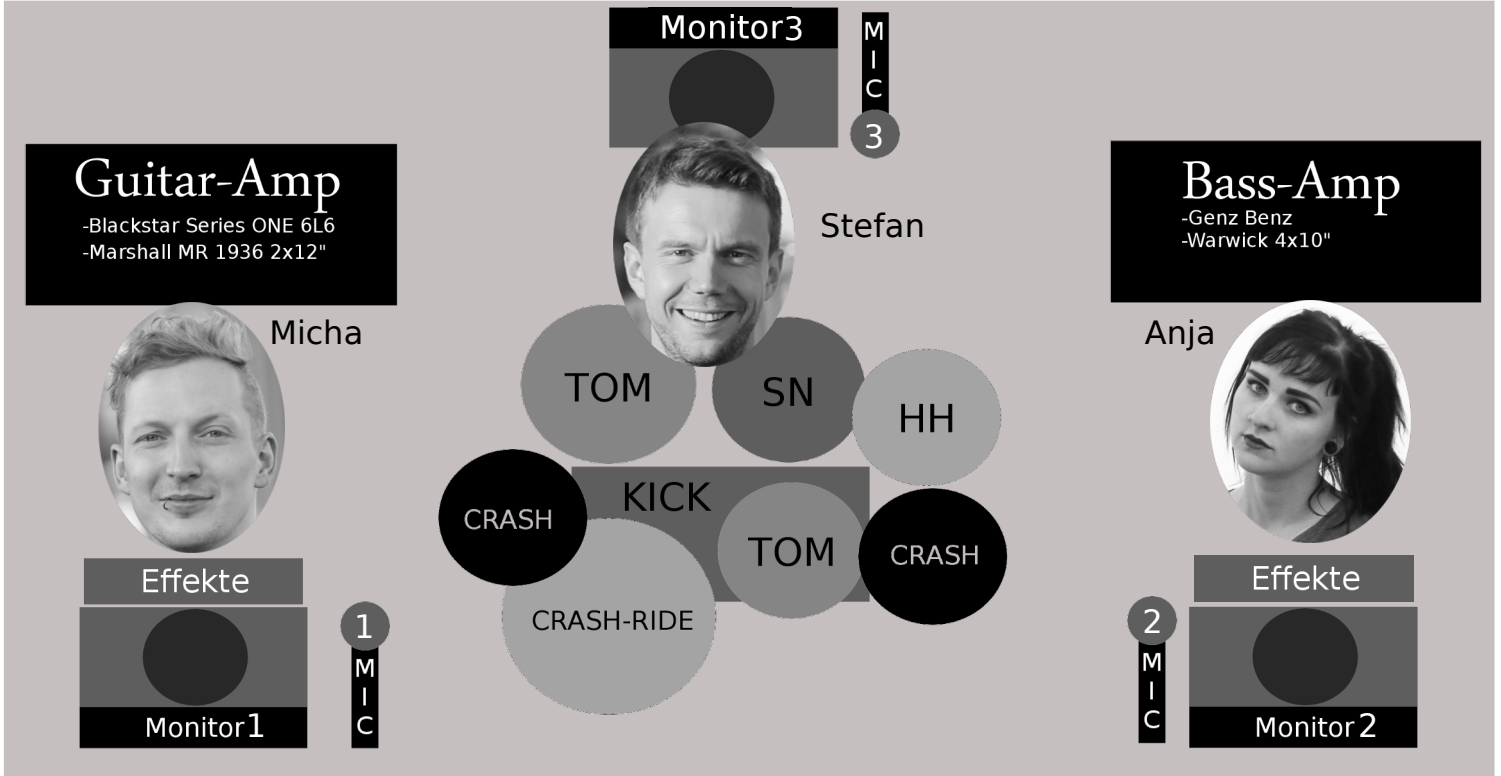 Monitor3
MIC
3
Guitar-Amp
-Blackstar Series ONE 6L6
-Marshall MR 1936 2x12"
Bass-Amp
-Genz Benz
-Warwick 4x10"
Stefan
Micha
Anja
TOM
SN
HH
KICK
CRASH
TOM
CRASH
CRASH-RIDE
Effekte
1
MIC
Monitor1
Effekte
2
MIC
Monitor2